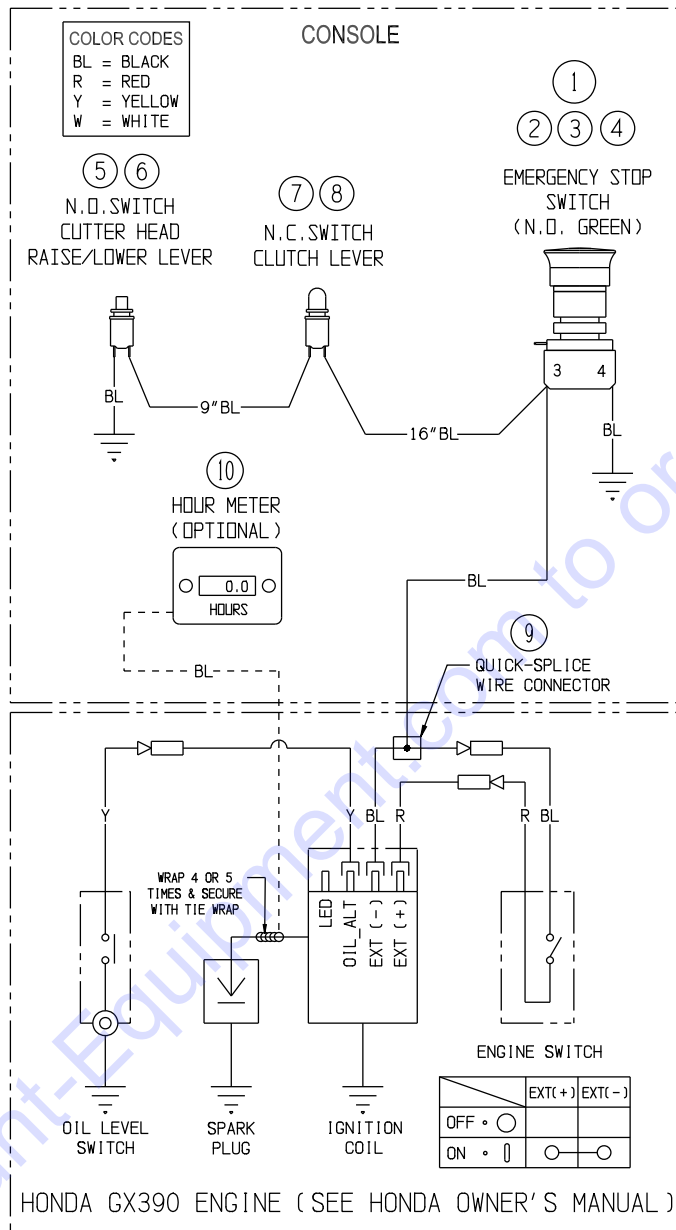 COLOR CODES
BL = BLACK
R = RED
Y = YELLOW
W = WHITE
CONSOLE
1
2 3 4
EMERGENCY STOP
SWITCH
(N.O. GREEN)
5 6
N.O.SWITCH
CUTTER HEAD
RAISE/LOWER LEVER
7 8
N.C.SWITCH
CLUTCH LEVER
3 4
BL
9"BL
16"BL
BL
10
HOUR METER
(OPTIONAL)
0.0
HOURS
BL
BL
9
QUICK-SPLICE
WIRE CONNECTOR
Y
Y BL R
R BL
WRAP 4 OR 5
TIMES & SECURE
WITH TIE WRAP
LED
OIL_ALT
EXT (-)
EXT (+)
ENGINE SWITCH
EXT(+) EXT(-)
OFF
ON
OIL LEVEL
SWITCH
SPARK
PLUG
IGNITION
COIL
HONDA GX390 ENGINE (SEE HONDA OWNER'S MANUAL)
-Equipment.com to or